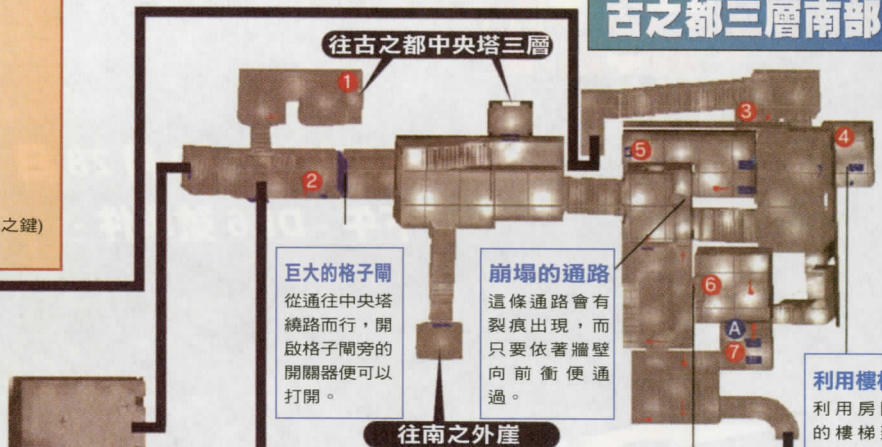 古之都三層南部
往古之都中央塔三層
1
3
4
5
2
之鍵)
巨大的格子閘
從通往中央塔
繞路而行,開
啟格子閘旁的
開關器便可以
打開。
崩塌的通路
這條通路會有
裂痕出現,而
只要依著牆壁
向前衝便通
過。
6
A
7
利用樓梯
利用房間
的樓梯
往南之外崖